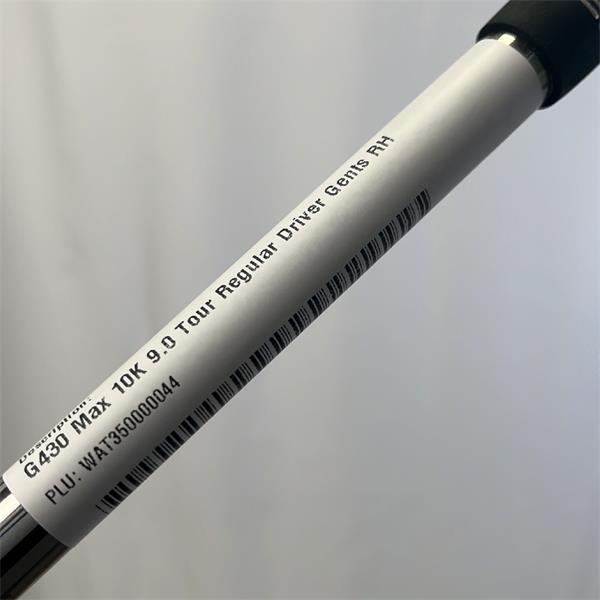 Description:
G430 Max 10K 9.0 Tour Regular Driver Gents RH
PLU: WAT350000044